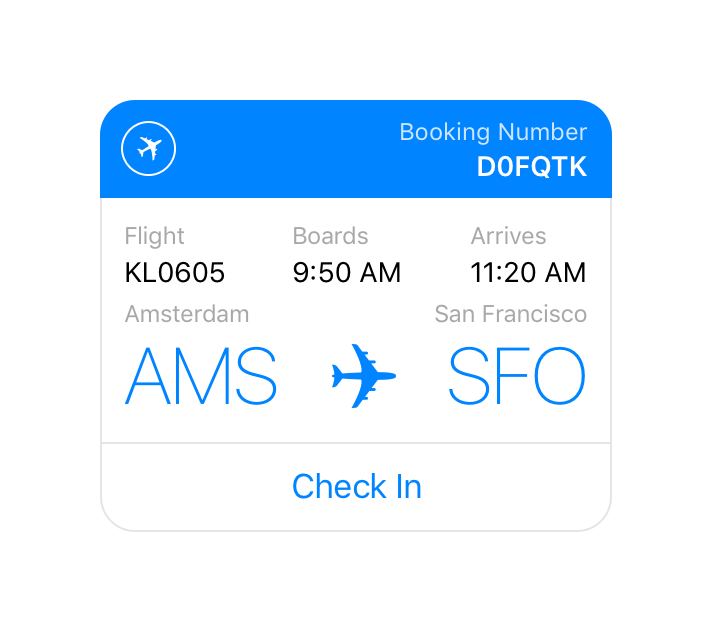 Booking Number
D0FQTK
Flight Boards Arrives
KL0605 9:50 AM 11:20 AM
Amsterdam San Francisco
AMS SFO
Check In